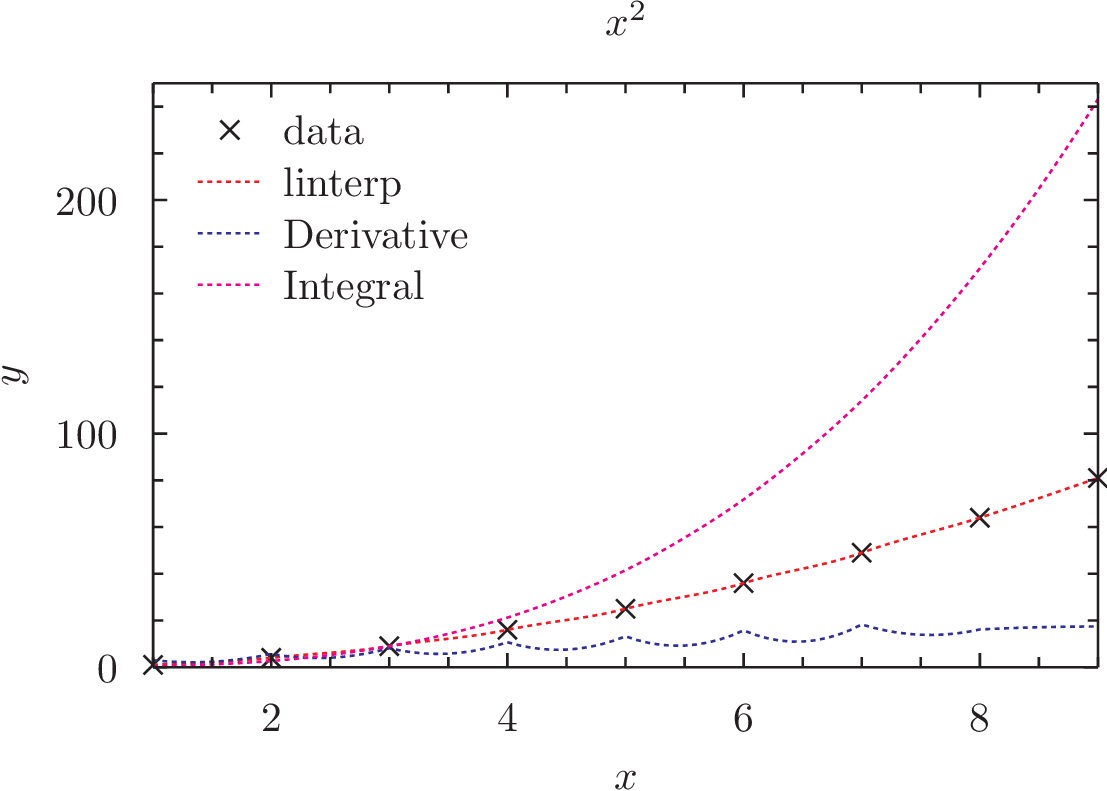 x²
data
linterp
Derivative
Integral
200
100
0
y
2 4 6 8
x